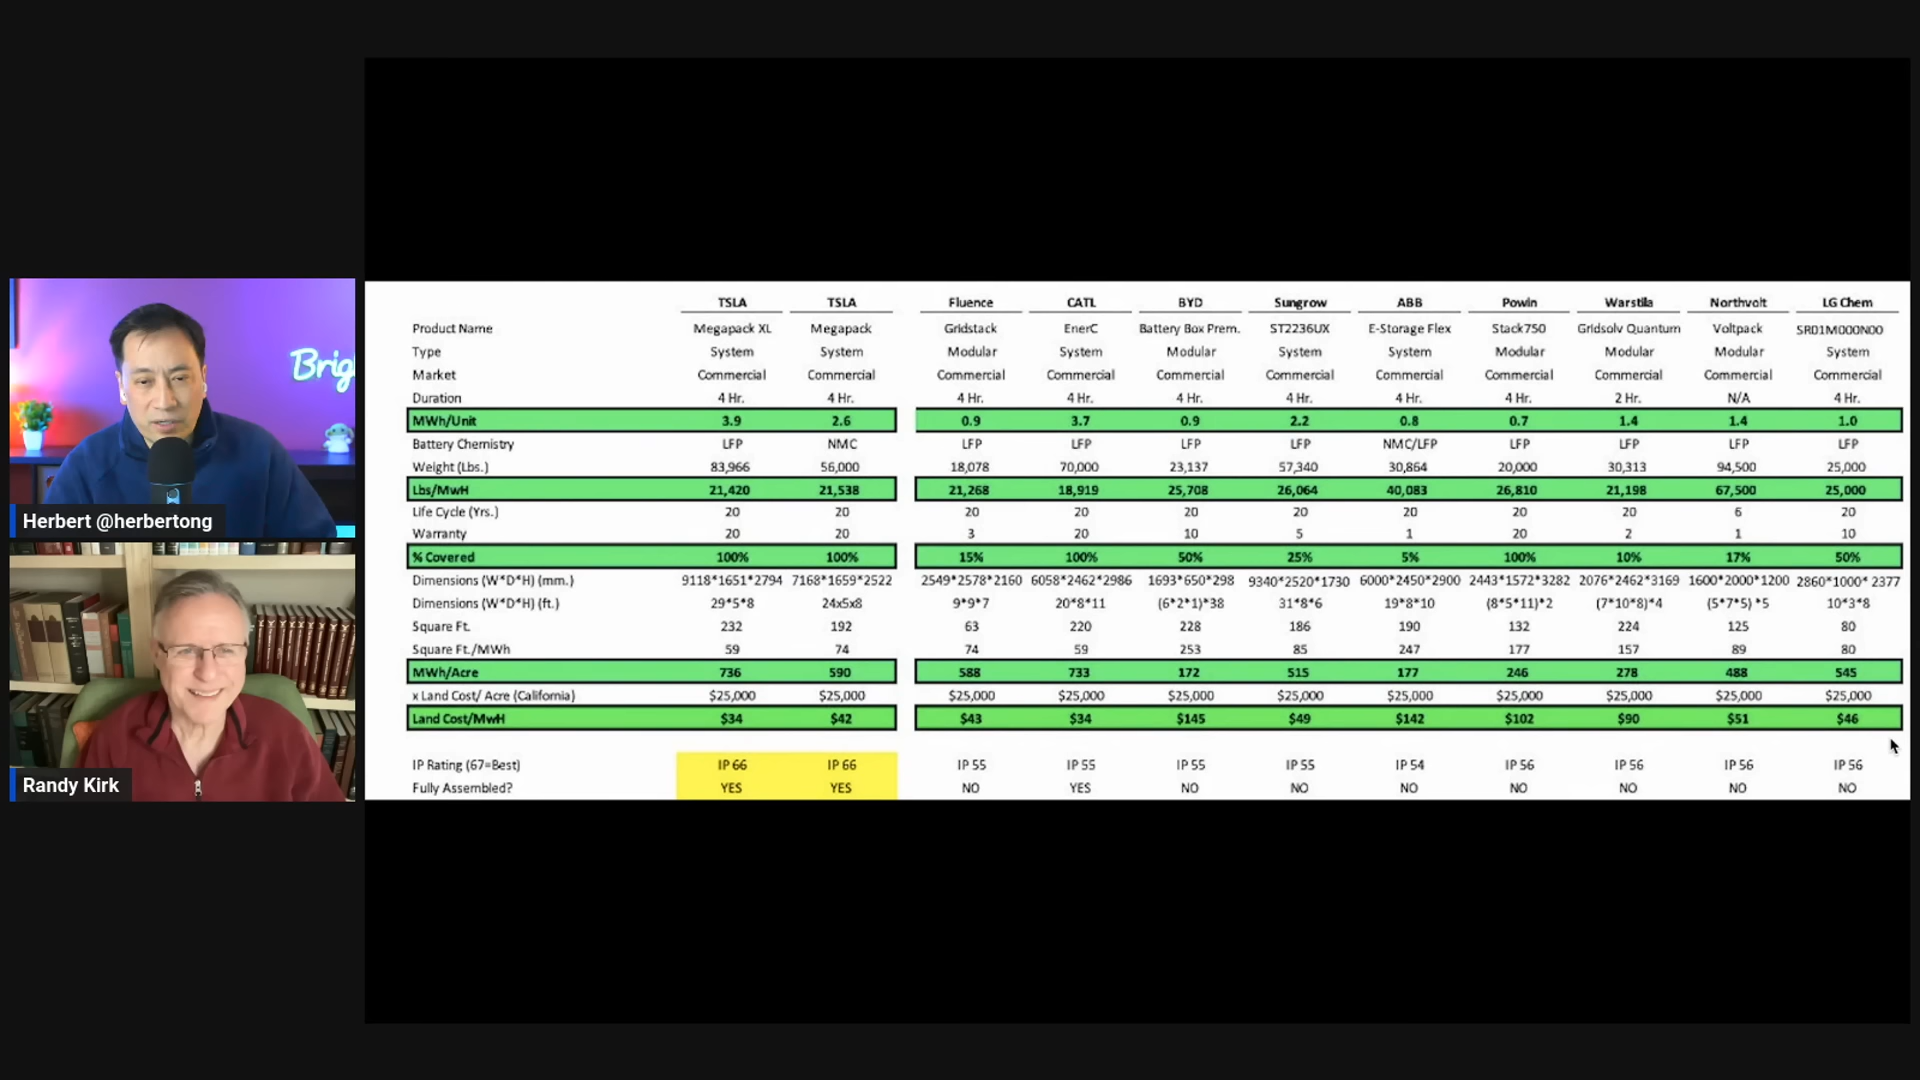 Brig
Herbert @herbertong
Randy Kirk
TSLA TSLA Fluence CATL BYD Sungrow ABB Powin Warstila Northvolt LG Chem
Product Name Megapack XL Megapack Gridstack EnerC Battery Box Prem. ST2236UX E-Storage Flex Stack750 Gridsolv Quantum Voltpack SR01M000N00
Type System System Modular System Modular System System Modular Modular Modular System
Market Commercial Commercial Commercial Commercial Commercial Commercial Commercial Commercial Commercial Commercial Commercial
Duration 4 Hr. 4 Hr. 4 Hr. 4 Hr. 4 Hr. 4 Hr. 4 Hr. 4 Hr. 2 Hr. N/A 4 Hr.
MWh/Unit 3.9 2.6 0.9 3.7 0.9 2.2 0.8 0.7 1.4 1.4 1.0
Battery Chemistry LFP NMC LFP LFP LFP LFP NMC/LFP LFP LFP LFP LFP
Weight (Lbs.) 83,966 56,000 18,078 70,000 23,137 57,340 30,864 20,000 30,313 94,500 25,000
Lbs/MwH 21,420 21,538 21,268 18,919 25,708 26,064 40,083 26,810 21,198 67,500 25,000
Life Cycle (Yrs.) 20 20 20 20 20 20 20 20 20 6 20
Warranty 20 20 3 20 10 5 1 20 2 1 10
% Covered 100% 100% 15% 100% 50% 25% 5% 100% 10% 17% 50%
Dimensions (W*D*H) (mm.) 9118*1651*2794 7168*1659*2522 2549*2578*2160 6058*2462*2986 1693*650*298 9340*2520*1730 6000*2450*2900 2443*1572*3282 2076*2462*3169 1600*2000*1200 2860*1000*2377
Dimensions (W*D*H) (ft.) 29*5*8 24x5x8 9*9*7 20*8*11 (6*2*1)*38 31*8*6 19*8*10 (8*5*11)*2 (7*10*8)*4 (5*7*5) *5 10*3*8
Square Ft. 232 192 63 220 228 186 190 132 224 125 80
Square Ft./MWh 59 74 74 59 253 85 247 177 157 89 80
MWh/Acre 736 590 588 733 172 515 177 246 278 488 545
x Land Cost/ Acre (California) $25,000 $25,000 $25,000 $25,000 $25,000 $25,000 $25,000 $25,000 $25,000 $25,000 $25,000
Land Cost/MwH $34 $42 $43 $34 $145 $49 $142 $102 $90 $51 $46
IP Rating (67=Best) IP 66 IP 66 IP 55 IP 55 IP 55 IP 55 IP 54 IP 56 IP 56 IP 56 IP 56
Fully Assembled? YES YES NO YES NO NO NO NO NO NO NO